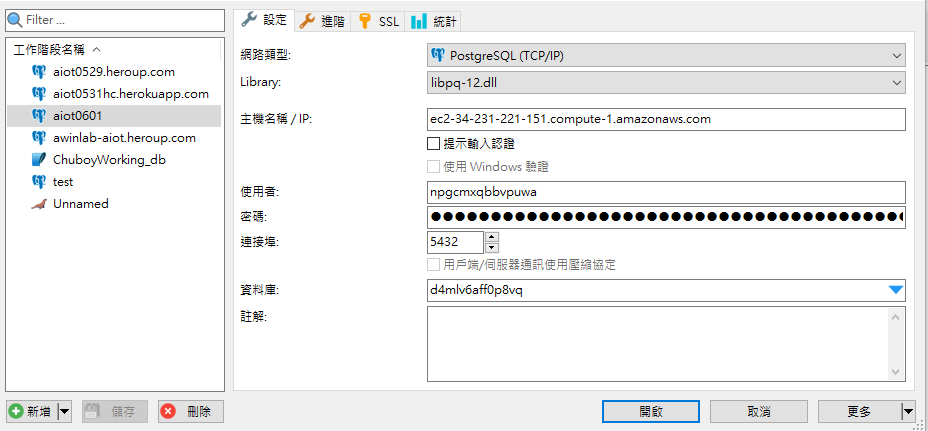 Filter ...
工作階段名稱
aiot0529.heroup.com
aiot0531hc.herokuapp.com
aiot0601
awinlab-aiot.heroup.com
ChuboyWorking_db
test
Unnamed
新增
儲存
刪除
設定 進階 SSL 統計
網路類型: PostgreSQL (TCP/IP)
Library: libpq-12.dll
主機名稱 / IP: ec2-34-231-221-151.compute-1.amazonaws.com
提示輸入認證
使用 Windows 驗證
使用者: npgcmxqbbvpuwa
密碼: ●●●●●●●●●●●●●●●●●●●●●●●●●●●●●●●●●●●●●●●●
連接埠: 5432
用戶端/伺服器通訊使用壓縮協定
資料庫: d4mlv6aff0p8vq
註解:
開啟 取消 更多